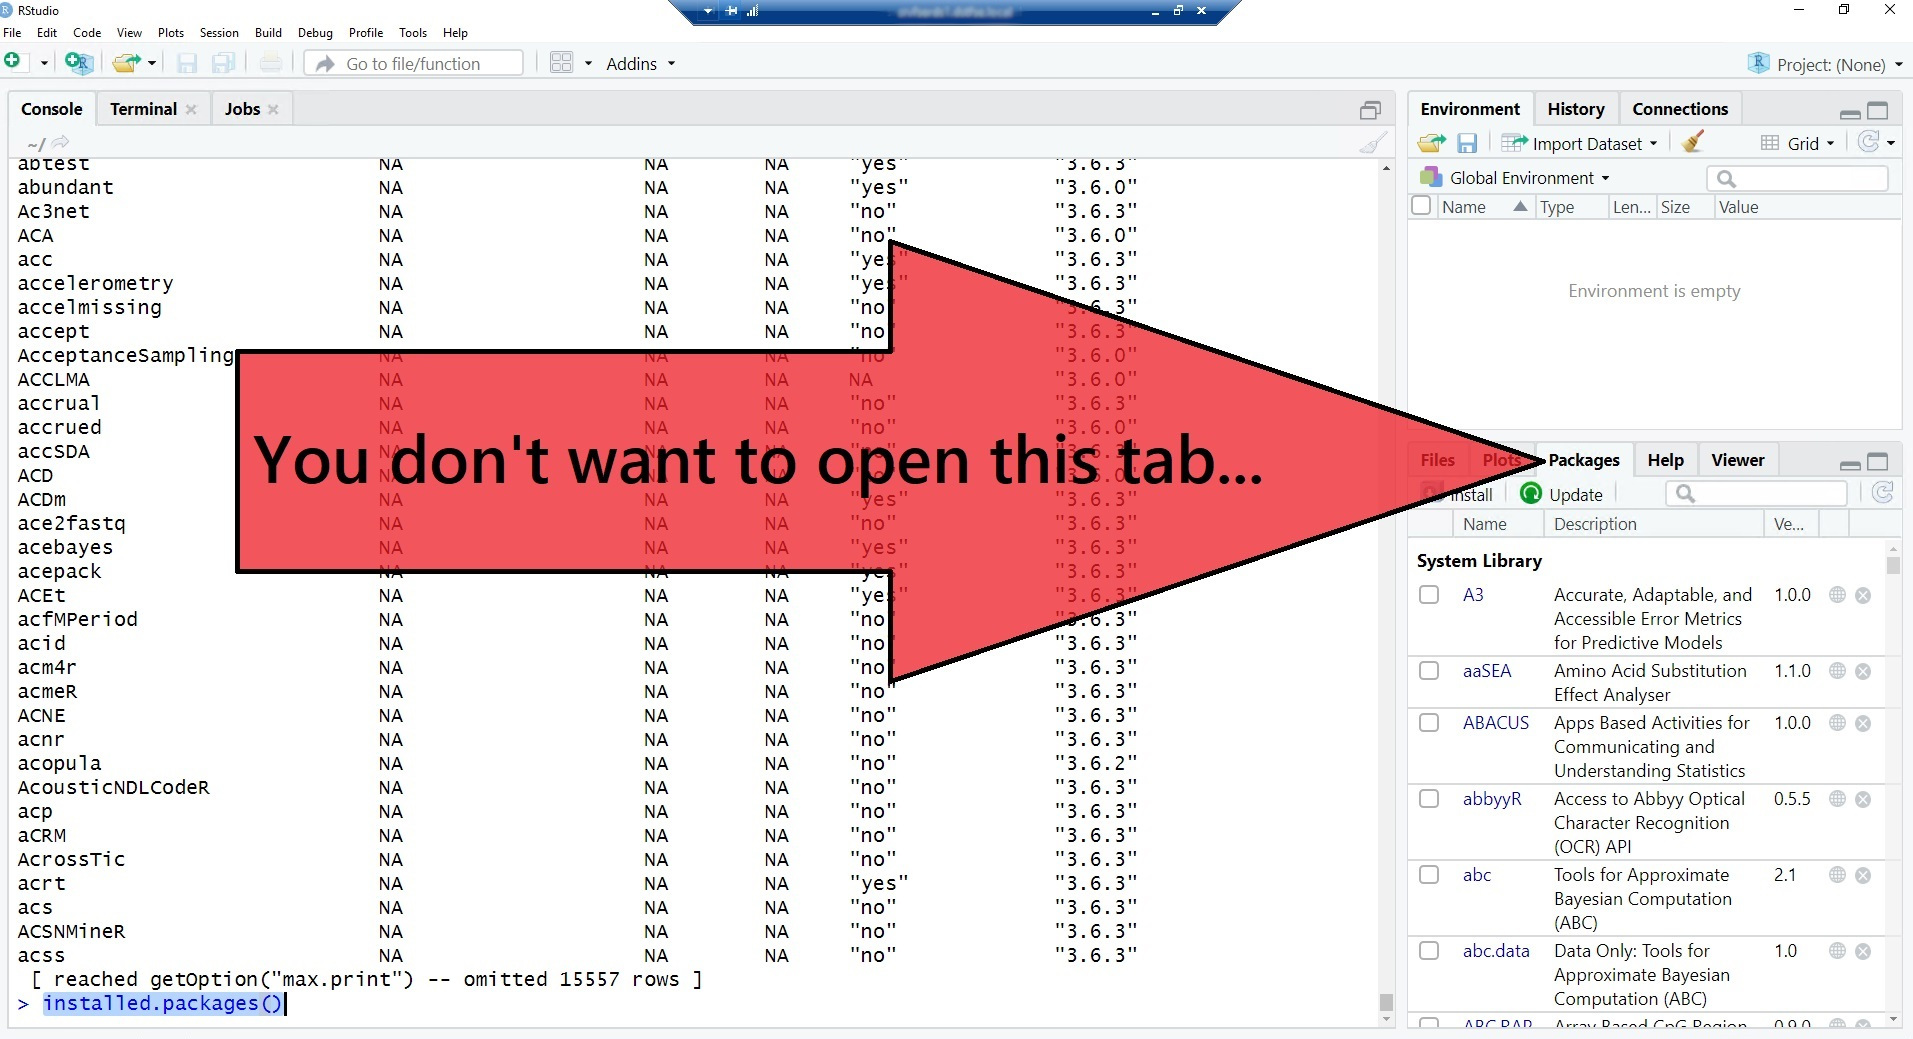 RStudio
File Edit Code View Plots Session Build Debug Profile Tools Help
Go to file/function Addins Project: (None)
Console Terminal Jobs
~/
abtest NA NA NA "yes" "3.6.3"
abundant NA NA NA "yes" "3.6.0"
Ac3net NA NA NA "no" "3.6.3"
ACA NA NA NA "no" "3.6.0"
acc NA NA NA "yes" "3.6.3"
accelerometry NA NA NA "yes" "3.6.3"
accelmissing NA NA NA "no" "3.6.3"
accept NA NA NA "no" "3.6.3"
AcceptanceSampling NA NA NA "no" "3.6.0"
ACCLMA NA NA NA NA "3.6.0"
accrual NA NA NA "no" "3.6.3"
accrued NA NA NA "no" "3.6.0"
accSDA
ACD
ACDm NA NA NA "yes" "3.6.3"
ace2fastq NA NA NA "no" "3.6.3"
acebayes NA NA NA "yes" "3.6.3"
acepack NA NA NA "yes" "3.6.3"
ACEt NA NA NA "yes" "3.6.3"
acfMPeriod NA NA NA "no" "3.6.3"
acid NA NA NA "no" "3.6.3"
acm4r NA NA NA "no" "3.6.3"
acmeR NA NA NA "no" "3.6.3"
ACNE NA NA NA "no" "3.6.3"
acnr NA NA NA "no" "3.6.3"
acopula NA NA NA "no" "3.6.2"
AcousticNDLCodeR NA NA NA "no" "3.6.3"
acp NA NA NA "no" "3.6.3"
aCRM NA NA NA "no" "3.6.3"
AcrossTic NA NA NA "no" "3.6.3"
acrt NA NA NA "yes" "3.6.3"
acs NA NA NA "no" "3.6.3"
ACSNMineR NA NA NA "no" "3.6.3"
acss NA NA NA "no" "3.6.3"
[ reached getOption("max.print") -- omitted 15557 rows ]
> installed.packages()
You don't want to open this tab...
Environment History Connections
Import Dataset Grid
Global Environment
Name Type Len... Size Value
Environment is empty
Files Plots Packages Help Viewer
Install Update
Name Description Ve...
System Library
A3 Accurate, Adaptable, and 1.0.0
Accessible Error Metrics
for Predictive Models
aaSEA Amino Acid Substitution 1.1.0
Effect Analyser
ABACUS Apps Based Activities for 1.0.0
Communicating and
Understanding Statistics
abbyyR Access to Abbyy Optical 0.5.5
Character Recognition
(OCR) API
abc Tools for Approximate 2.1
Bayesian Computation
(ABC)
abc.data Data Only: Tools for 1.0
Approximate Bayesian
Computation (ABC)
ABC.RAP Array Based CpG Region 0.9.0